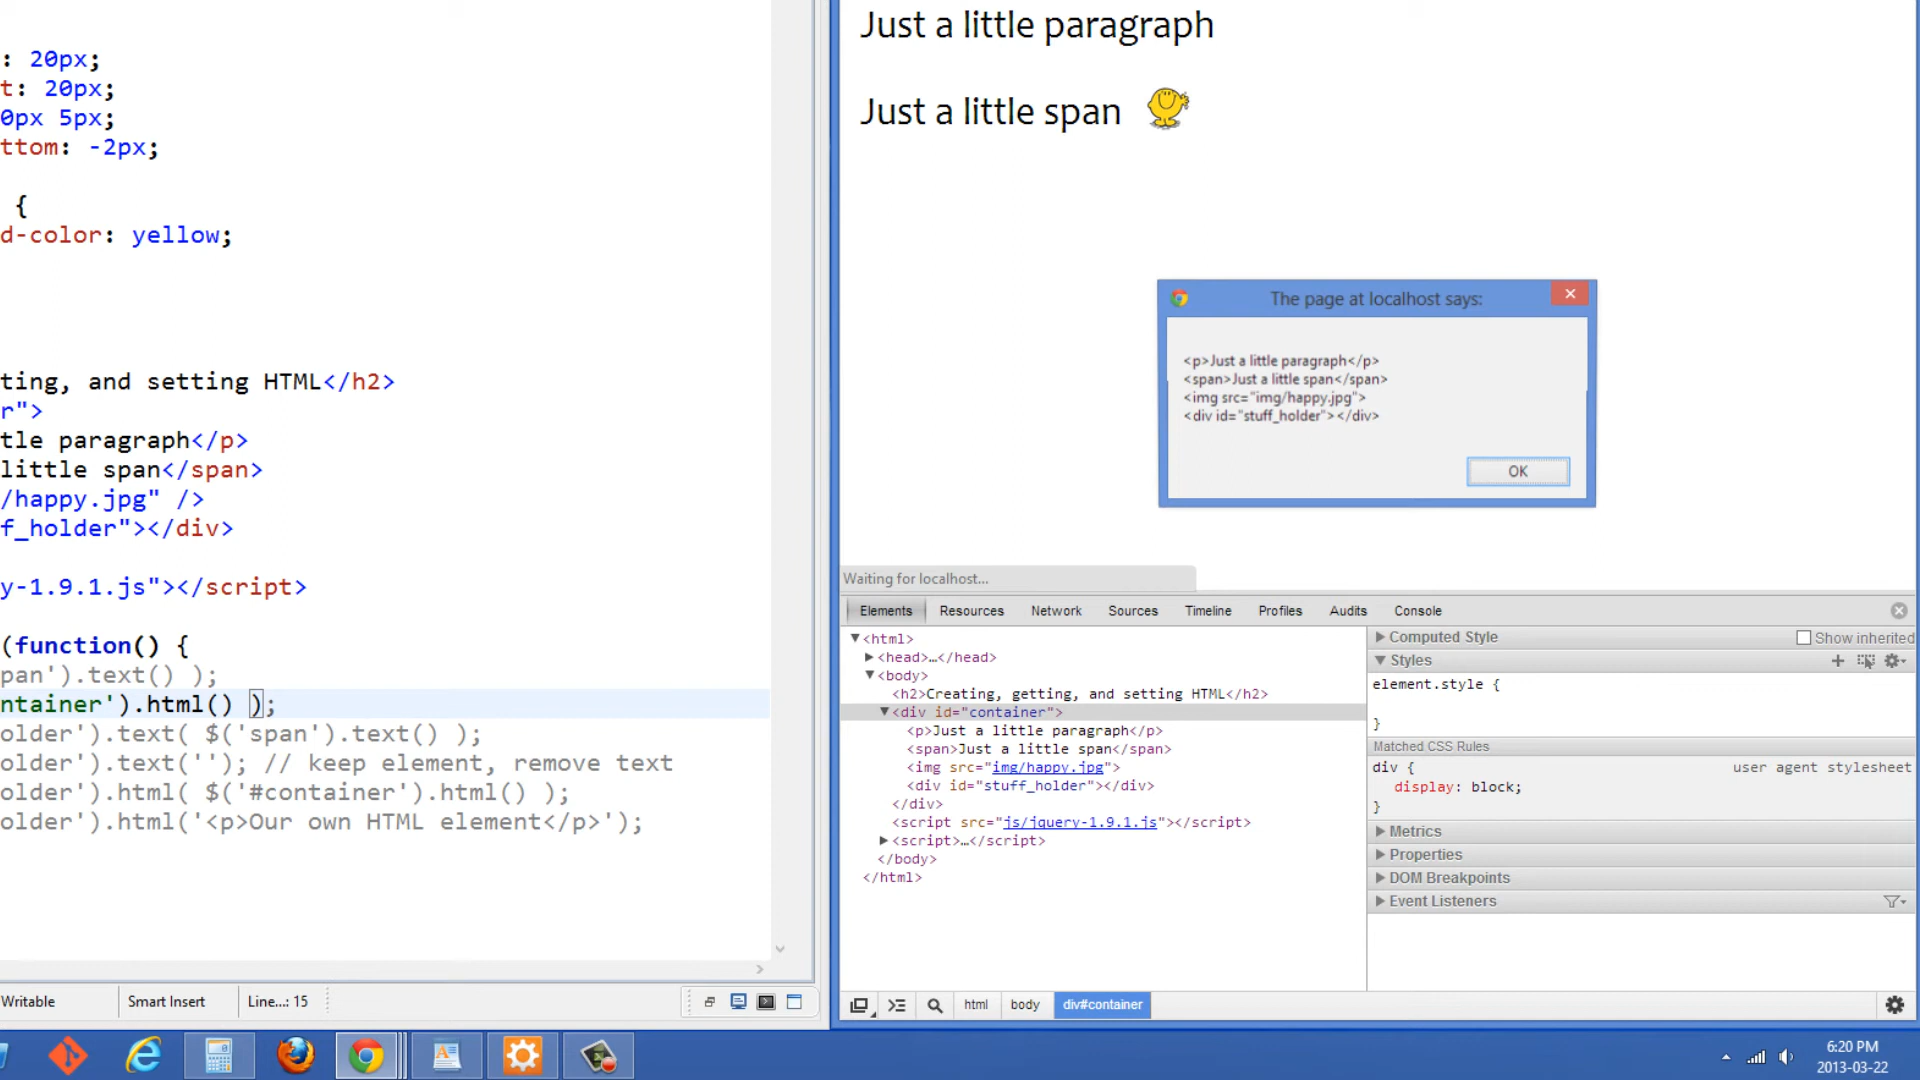 : 20px;
t: 20px;
0px 5px;
ttom: -2px;
{
d-color: yellow;
ting, and setting HTML</h2>
r">
tle paragraph</p>
little span</span>
/happy.jpg" />
f_holder"></div>
y-1.9.1.js"></script>
(function() {
pan').text() );
ntainer').html() );
older').text( $('span').text() );
older').text(''); // keep element, remove text
older').html( $('#container').html() );
older').html('<p>Our own HTML element</p>');
Writable
Smart Insert
Line...: 15
Just a little paragraph
Just a little span
The page at localhost says:
<p>Just a little paragraph</p>
<span>Just a little span</span>
<img src="img/happy.jpg">
<div id="stuff_holder"></div>
OK
Waiting for localhost...
Elements Resources Network Sources Timeline Profiles Audits Console
<html>
<head>…</head>
<body>
<h2>Creating, getting, and setting HTML</h2>
<div id="container">
<p>Just a little paragraph</p>
<span>Just a little span</span>
<img src="img/happy.jpg">
<div id="stuff_holder"></div>
</div>
<script src="js/jquery-1.9.1.js"></script>
<script>…</script>
</body>
</html>
Computed Style
Show inherited
Styles
element.style {
}
Matched CSS Rules
div {
user agent stylesheet
display: block;
}
Metrics
Properties
DOM Breakpoints
Event Listeners
html body div#container
6:20 PM
2013-03-22